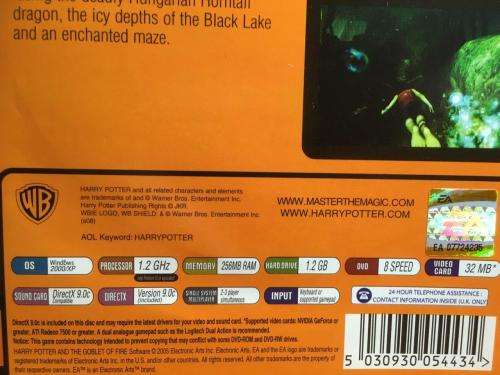 dragon, the icy depths of the Black Lake
and an enchanted maze.
WB
HARRY POTTER and all related characters and elements
are trademarks of and © Warner Bros. Entertainment Inc.
Harry Potter Publishing Rights © JKR.
WBIE LOGO, WB SHIELD: & © Warner Bros. Entertainment Inc.
(s06)
AOL Keyword: HARRYPOTTER
WWW.MASTERTHEMAGIC.COM
WWW.HARRYPOTTER.COM
EA
OS Windows 2000/XP
PROCESSOR 1.2 GHz
MEMORY 256MB RAM
HARD DRIVE 1.2 GB
DVD 8 SPEED
VIDEO CARD 32 MB*
SOUND CARD DirectX 9.0c Compatible
DIRECTX Version 9.0c (included)
SINGLE SYSTEM MULTIPLAYER 2-3 player simultaneous
INPUT Keyboard or supported gamepad
24 HOUR TELEPHONE ASSISTANCE:
CONTACT INFORMATION INSIDE (U.K. ONLY)
DirectX 9.0c is included on this disc and may require the latest drivers for your video and sound card. *Supported video cards: NVIDIA GeForce or
greater, ATI Radeon 7500 or greater. A dual analogue gamepad such as the Logitech Dual Action is recommended.
Notice: This game contains technology intended to prevent copying that may conflict with some DVD-ROM and DVD-RW drives.
HARRY POTTER AND THE GOBLET OF FIRE Software © 2005 Electronic Arts Inc. Electronic Arts, EA and the EA logo are trademarks or
registered trademarks of Electronic Arts Inc. in the U.S. and/or other countries. All rights reserved. All other trademarks are the property of
their respective owners. EA™ is an Electronic Arts™ brand.
5 030930 054434 >